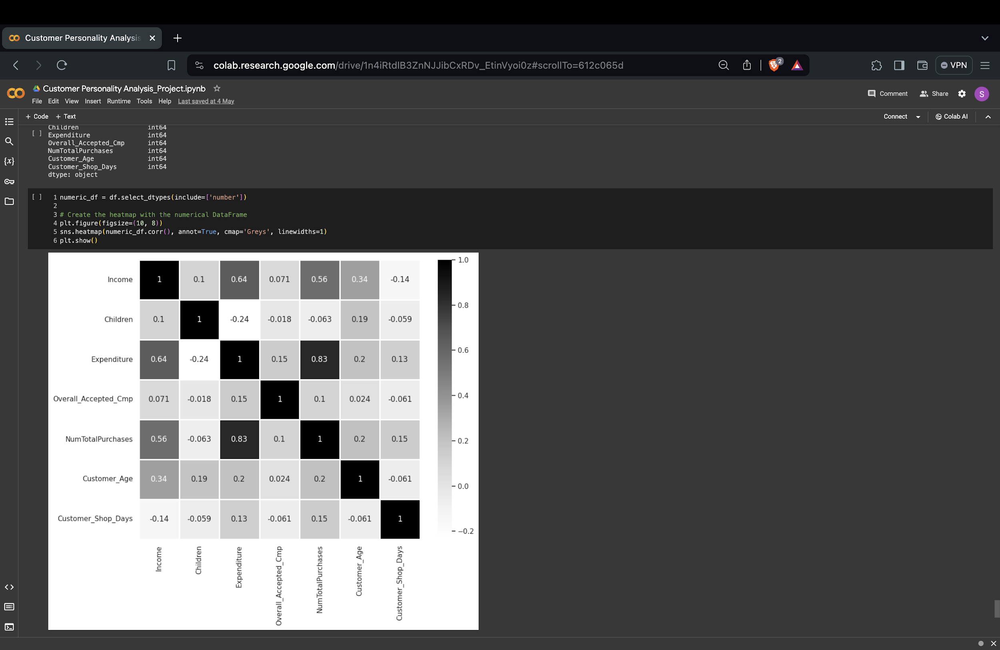 Customer Personality Analysis
colab.research.google.com/drive/1n4iRtdlB3ZnNJJibCxRDv_EtinVyoi0z#scrollTo=612c065d
2
VPN
Customer Personality Analysis_Project.ipynb
Comment
Share
S
File Edit View Insert Runtime Tools Help Last saved at 4 May
+ Code + Text
Connect
Colab AI
Children int64
[ ] Expenditure int64
Overall_Accepted_Cmp int64
NumTotalPurchases int64
Customer_Age int64
Customer_Shop_Days int64
dtype: object
[ ] 1 numeric_df = df.select_dtypes(include=['number'])
2
3 # Create the heatmap with the numerical DataFrame
4 plt.figure(figsize=(10, 8))
5 sns.heatmap(numeric_df.corr(), annot=True, cmap='Greys', linewidths=1)
6 plt.show()
Income 1 0.1 0.64 0.071 0.56 0.34 -0.14
Children 0.1 1 -0.24 -0.018 -0.063 0.19 -0.059
Expenditure 0.64 -0.24 1 0.15 0.83 0.2 0.13
Overall_Accepted_Cmp 0.071 -0.018 0.15 1 0.1 0.024 -0.061
NumTotalPurchases 0.56 -0.063 0.83 0.1 1 0.2 0.15
Customer_Age 0.34 0.19 0.2 0.024 0.2 1 -0.061
Customer_Shop_Days -0.14 -0.059 0.13 -0.061 0.15 -0.061 1
Income
Children
Expenditure
Overall_Accepted_Cmp
NumTotalPurchases
Customer_Age
Customer_Shop_Days
1.0
0.8
0.6
0.4
0.2
0.0
−0.2